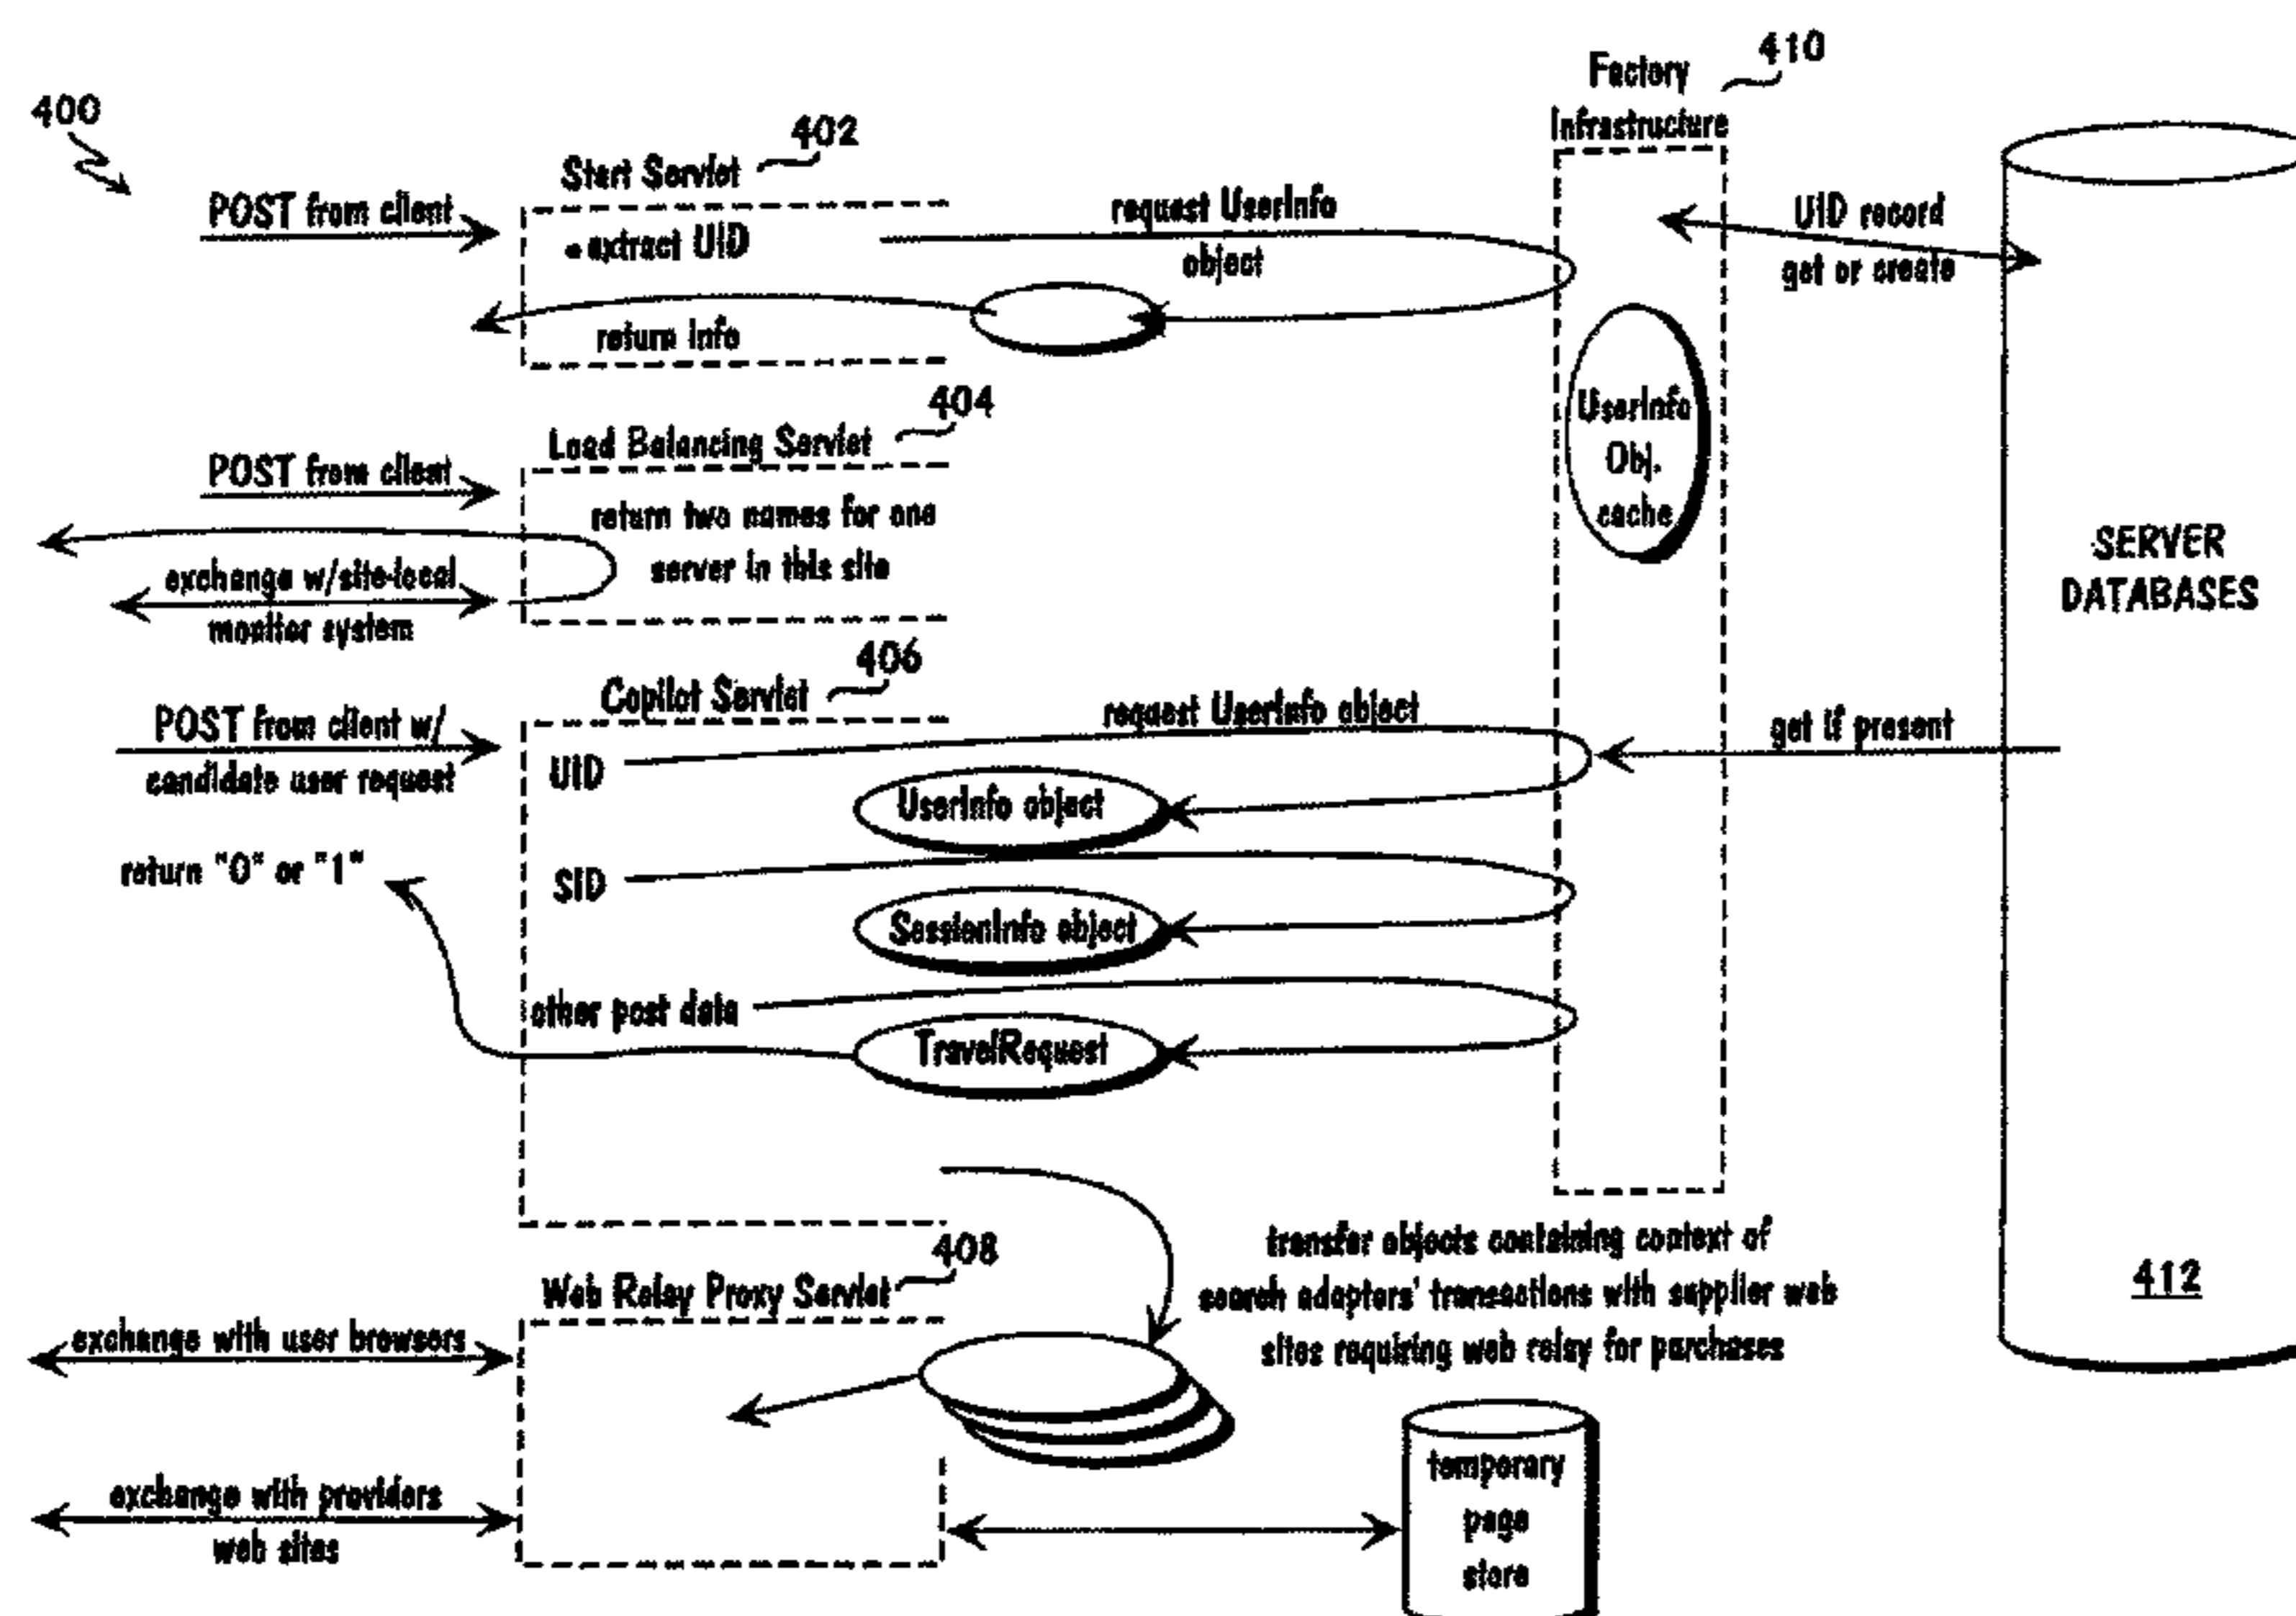 400
402
Start Servlet
POST from client
• extract UID
return info
request UserInfo
object
Factory
Infrastructure
410
UID record
get or create
UserInfo
Obj.
cache
SERVER
DATABASES
412
404
Load Balancing Servlet
POST from client
return two names for one
server in this site
exchange w/site-local
monitor system
406
Copilot Servlet
POST from client w/
candidate user request
UID
request UserInfo object
get if present
UserInfo object
return "0" or "1"
SID
SessionInfo object
other post data
TravelRequest
408
Web Relay Proxy Servlet
transfer objects containing context of
search adapters' transactions with supplier web
sites requiring web relay for purchases
exchange with user browsers
exchange with providers
web sites
temporary
page
store